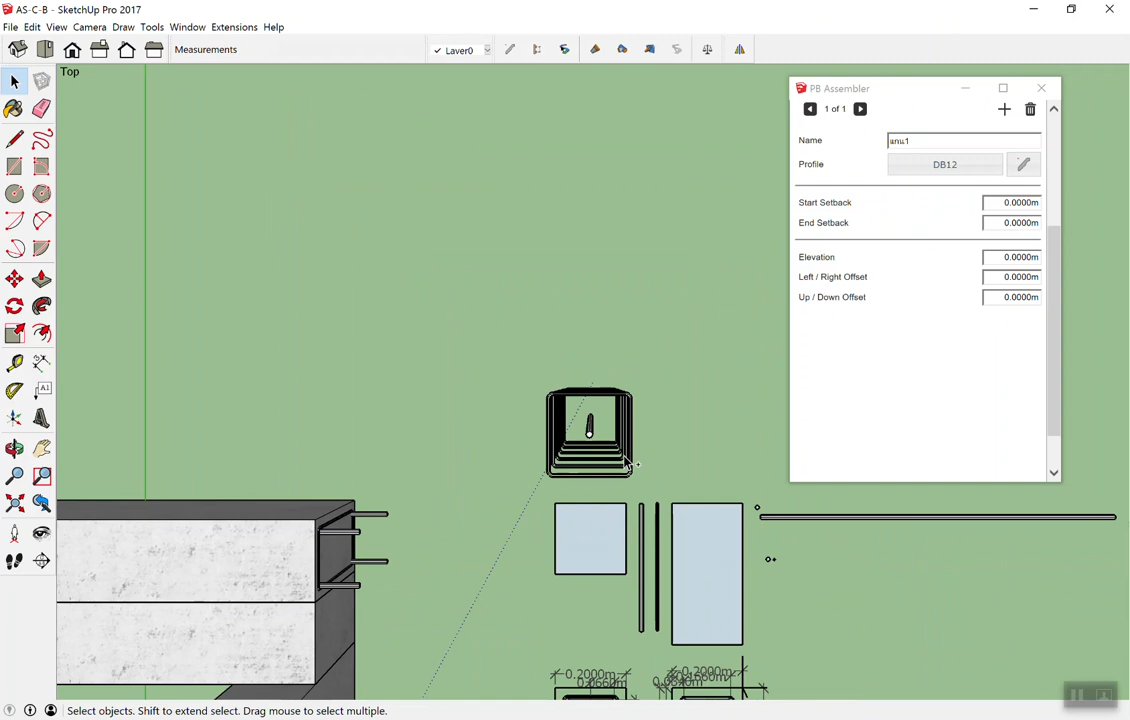 AS-C-B - SketchUp Pro 2017
File Edit View Camera Draw Tools Window Extensions Help
Measurements
✓ Layer0
Top
PB Assembler
1 of 1
Name แกน1
Profile DB12
Start Setback 0.0000m
End Setback 0.0000m
Elevation 0.0000m
Left / Right Offset 0.0000m
Up / Down Offset 0.0000m
A1
0.2000m
0.2000m
Select objects. Shift to extend select. Drag mouse to select multiple.